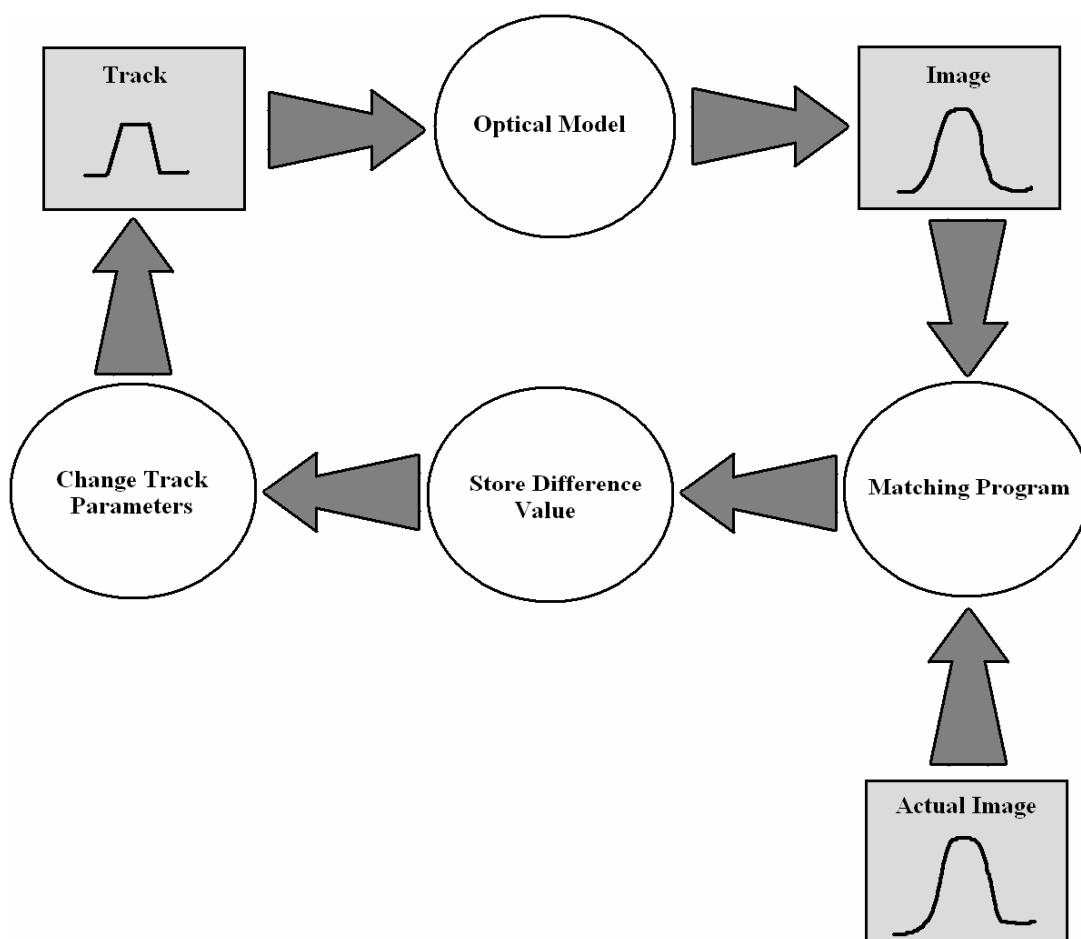 Track
Optical Model
Image
Change Track
Parameters
Store Difference
Value
Matching Program
Actual Image